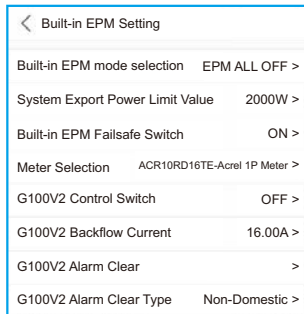 < Built-in EPM Setting
Built-in EPM mode selection EPM ALL OFF >
System Export Power Limit Value 2000W >
Built-in EPM Failsafe Switch ON >
Meter Selection ACR10RD16TE-Acrel 1P Meter >
G100V2 Control Switch OFF >
G100V2 Backflow Current 16.00A >
G100V2 Alarm Clear >
G100V2 Alarm Clear Type Non-Domestic >